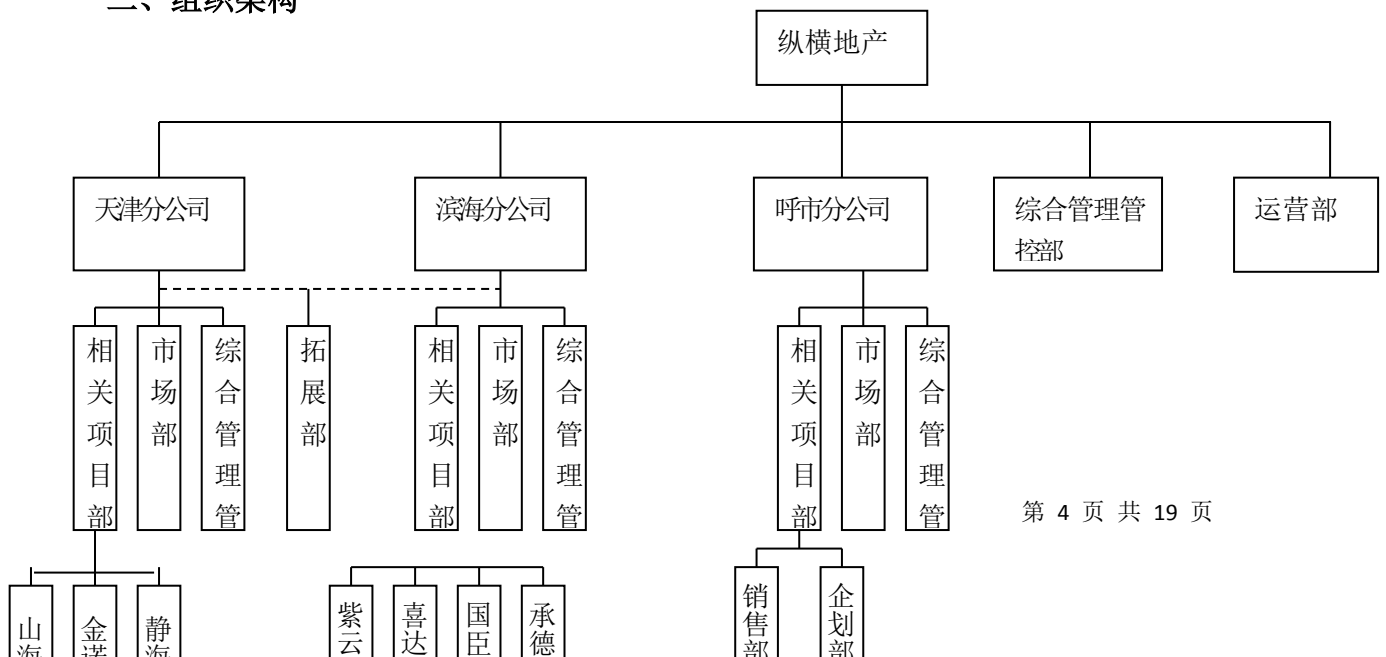 二、组织架构
纵横地产
天津分公司
滨海分公司
呼市分公司
综合管理管
控部
运营部
相关项目部
市场部
综合管理管
拓展部
相关项目部
市场部
综合管理管
相关项目部
市场部
综合管理管
第 4 页 共 19 页
山海
金诺
静海
紫云
喜达
国臣
承德
销售部
企划部